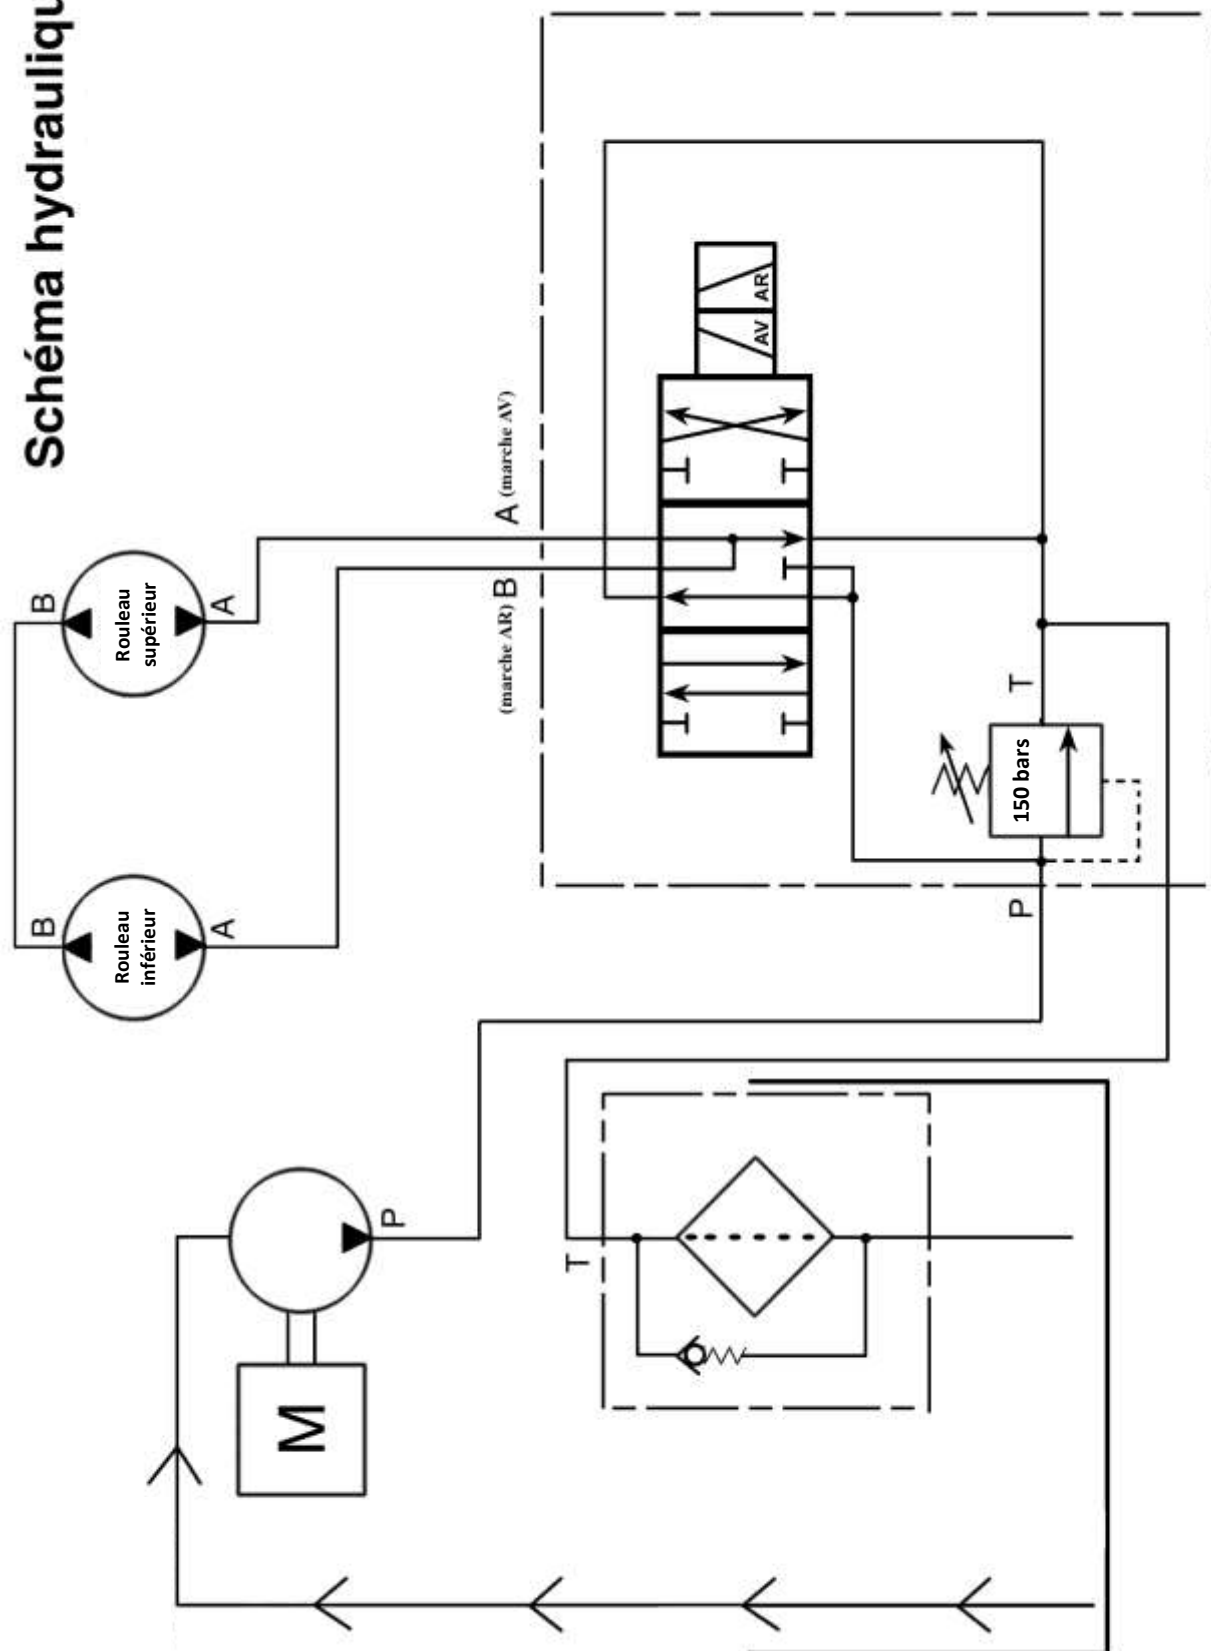 Schéma hydrauliqu
B
Rouleau
supérieur
A
B
Rouleau
inférieur
A
A (marche AV)
(marche AR) B
AV
AR
T
150 bars
P
P
M
T